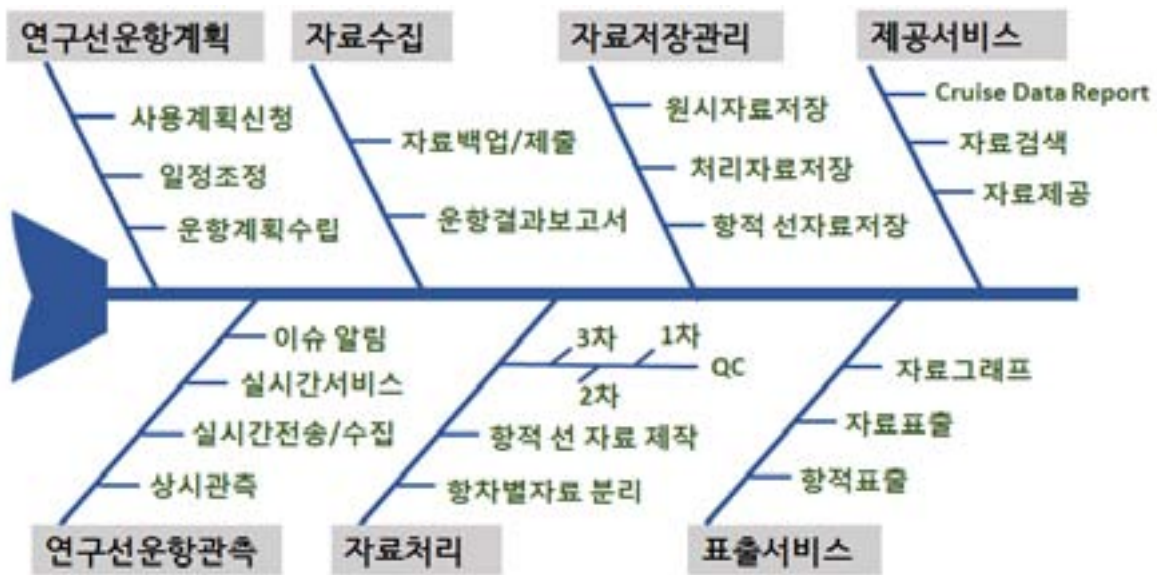 연구선운항계획
자료수집
자료저장관리
제공서비스
사용계획신청
일정조정
운항계획수립
자료백업/제출
운항결과보고서
원시자료저장
처리자료저장
항적 선자료저장
Cruise Data Report
자료검색
자료제공
이슈 알림
실시간서비스
실시간전송/수집
상시관측
3차
1차
QC
2차
항적 선 자료 제작
항차별자료 분리
자료그래프
자료표출
항적표출
연구선운항관측
자료처리
표출서비스